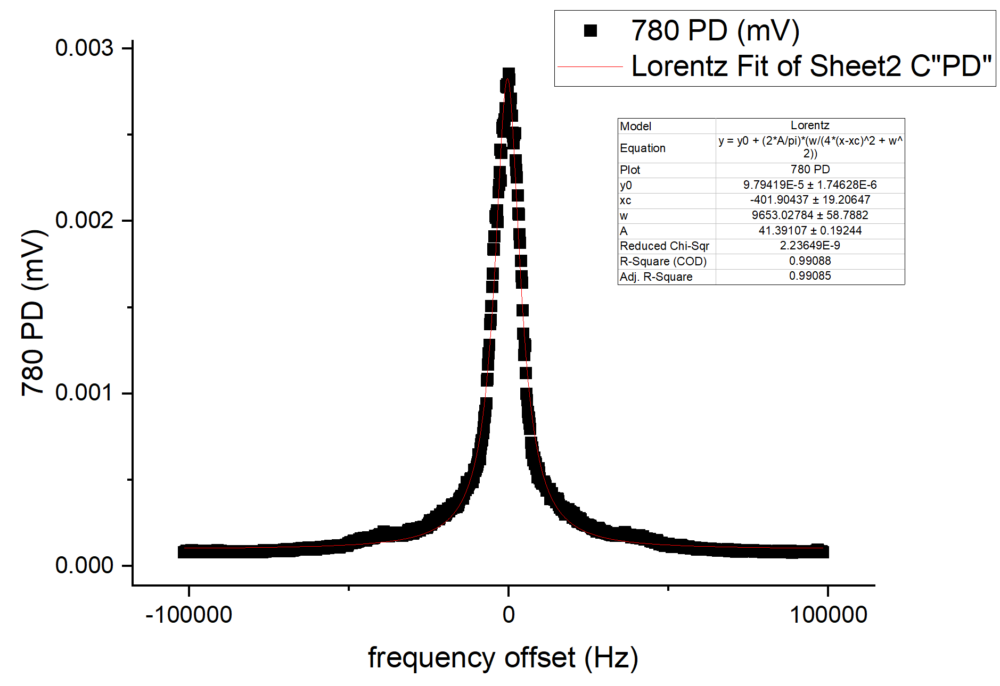 780 PD (mV)
Lorentz Fit of Sheet2 C"PD"
Model Lorentz
Equation y = y0 + (2*A/pi)*(w/(4*(x-xc)^2 + w^
2))
Plot 780 PD
y0 9.79419E-5 ± 1.74628E-6
xc -401.90437 ± 19.20647
w 9653.02784 ± 58.7882
A 41.39107 ± 0.19244
Reduced Chi-Sqr 2.23649E-9
R-Square (COD) 0.99088
Adj. R-Square 0.99085
780 PD (mV)
0.003
0.002
0.001
0.000
-100000 0 100000
frequency offset (Hz)